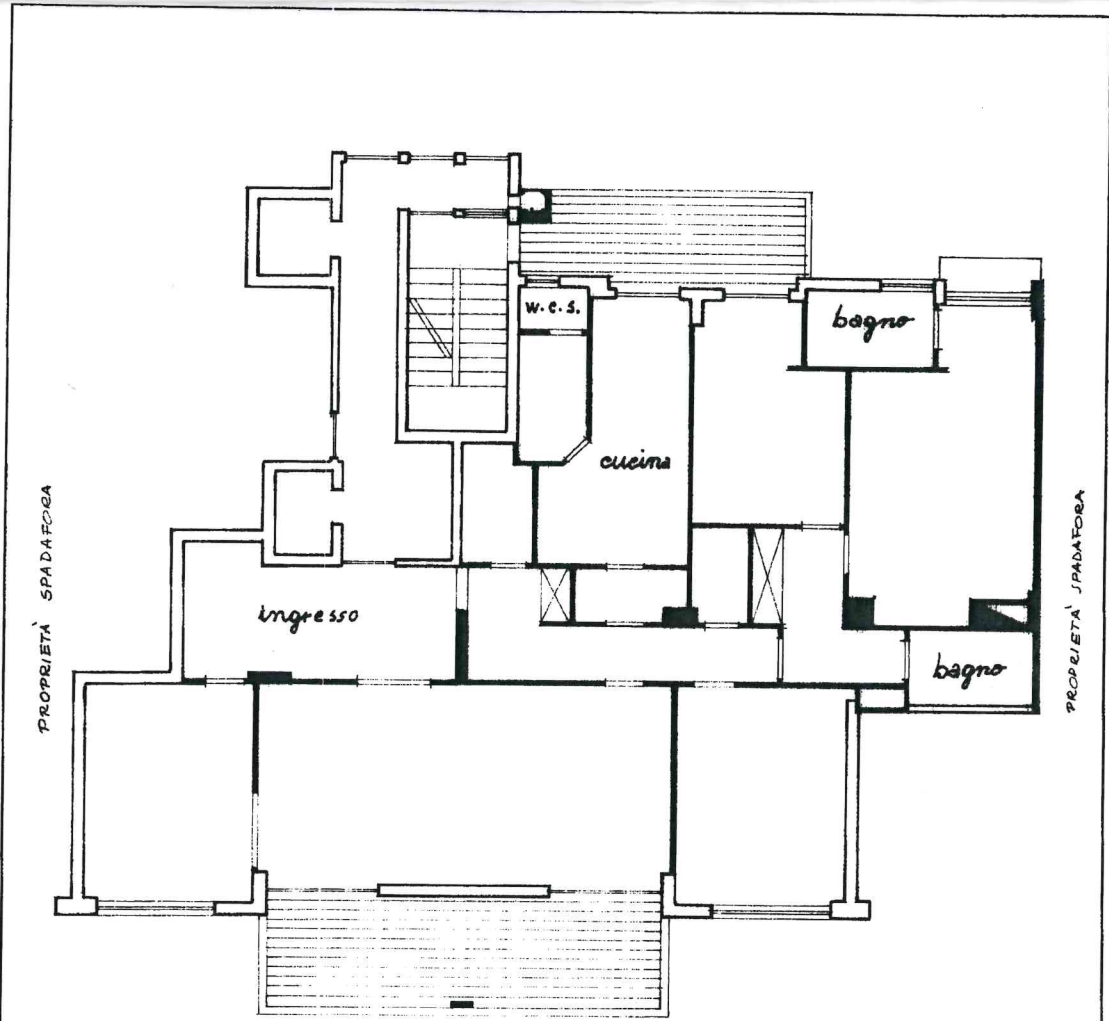 w.c.s.
bagno
cucina
ingresso
bagno
PROPRIETÀ SPADAFORA
PROPRIETÀ SPADAFORA